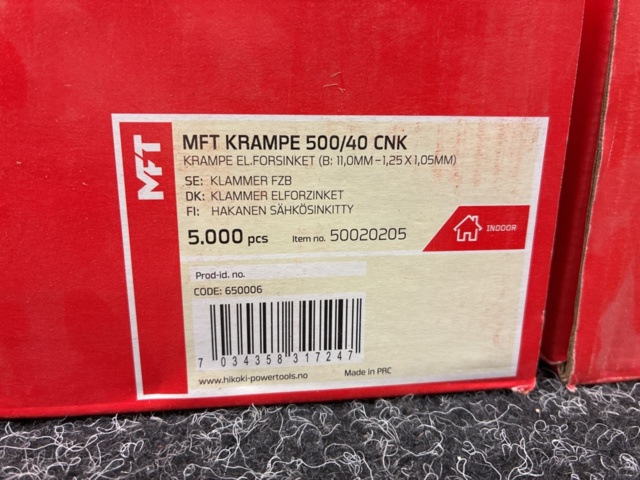 MFT
MFT KRAMPE 500/40 CNK
KRAMPE EL.FORSINKET (B: 11,0MM - 1,25 X 1,05MM)
SE: KLAMMER FZB
DK: KLAMMER ELFORZINKET
FI: HAKANEN SÄHKÖSINKITTY
5.000 pcs Item no. 50020205
INDOOR
Prod-id. no.
CODE: 650006
7 034358 317247
www.hikoki-powertools.no Made in PRC